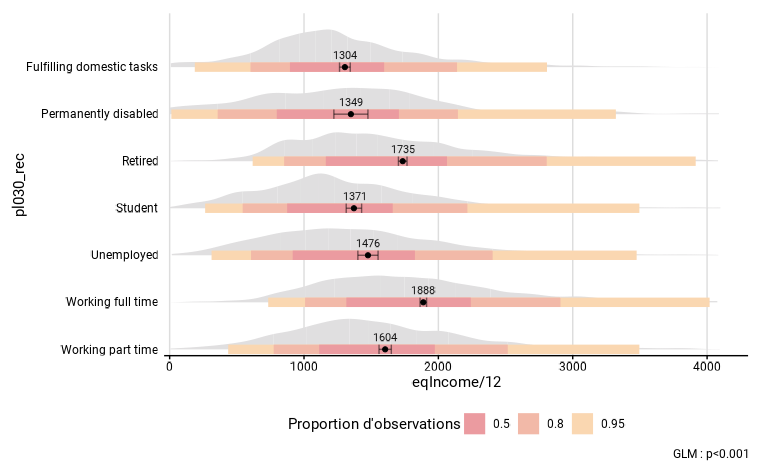 1304
Fulfilling domestic tasks
1349
Permanently disabled
1735
Retired
1371
Student
1476
Unemployed
1888
Working full time
1604
Working part time
pl030_rec
0 1000 2000 3000 4000
eqIncome/12
Proportion d'observations 0.5 0.8 0.95
GLM : p<0.001